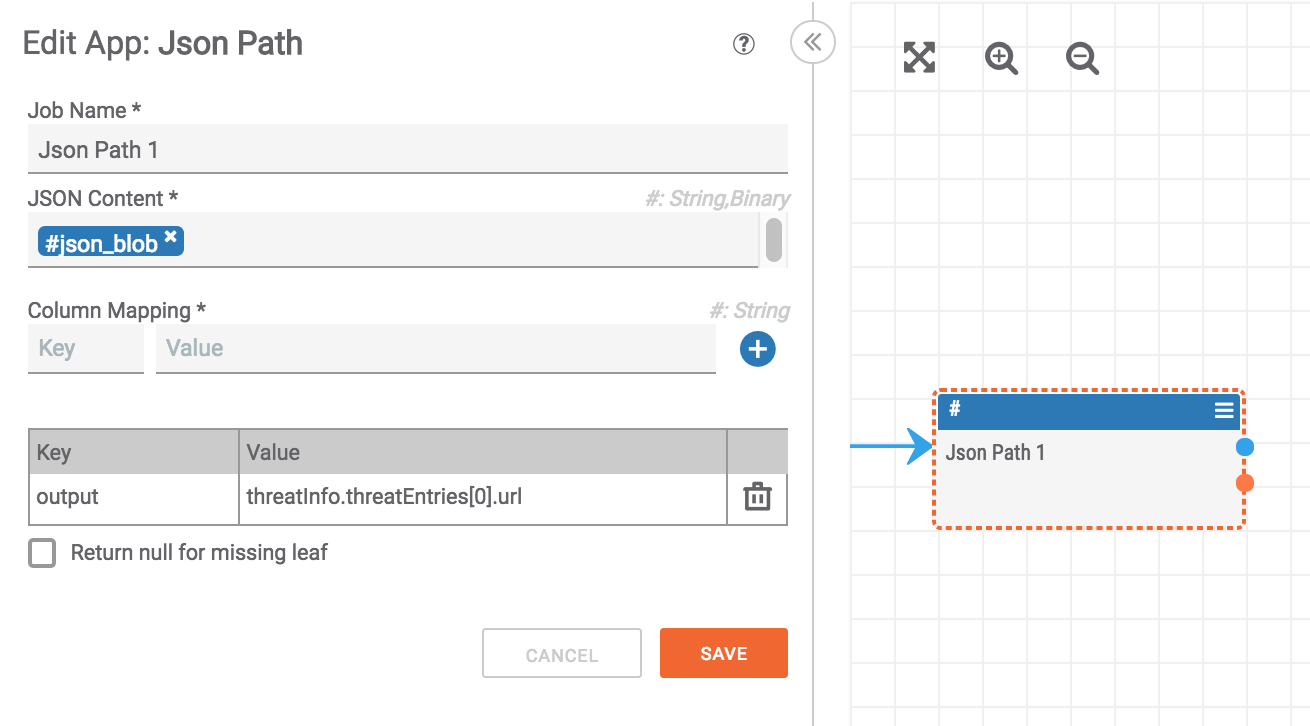 Edit App: Json Path
?
Job Name *
Json Path 1
JSON Content *
#: String,Binary
#json_blob
Column Mapping *
#: String
Key
Value
Key
Value
output
threatInfo.threatEntries[0].url
Return null for missing leaf
CANCEL
SAVE
#
Json Path 1